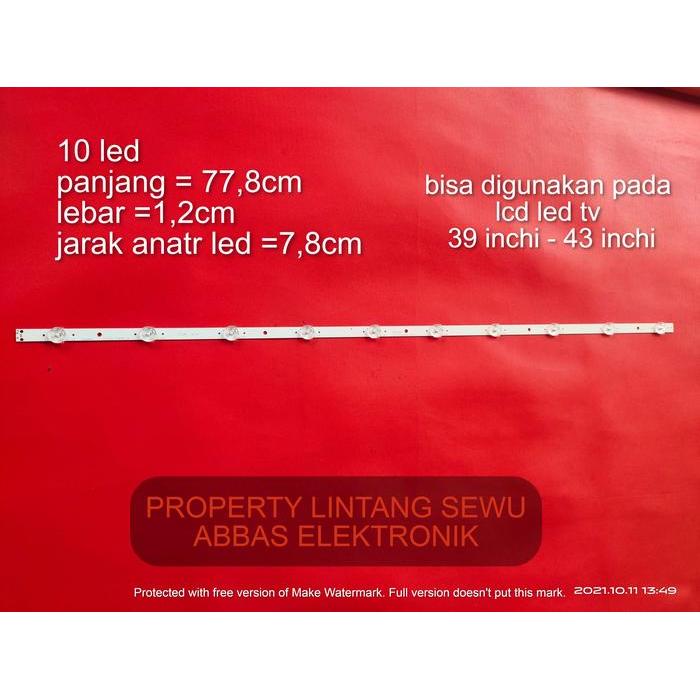 10 led
panjang = 77,8cm
lebar =1,2cm
jarak anatr led =7,8cm
bisa digunakan pada
lcd led tv
39 inchi - 43 inchi
PROPERTY LINTANG SEWU
ABBAS ELEKTRONIK
Protected with free version of Make Watermark. Full version doesn't put this mark.
2021.10.11 13:49